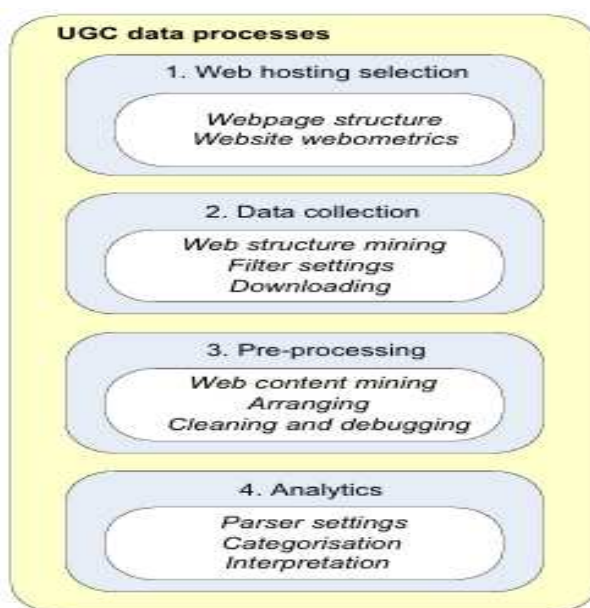 UGC data processes
1. Web hosting selection
Webpage structure
Website webometrics
2. Data collection
Web structure mining
Filter settings
Downloading
3. Pre-processing
Web content mining
Arranging
Cleaning and debugging
4. Analytics
Parser settings
Categorisation
Interpretation